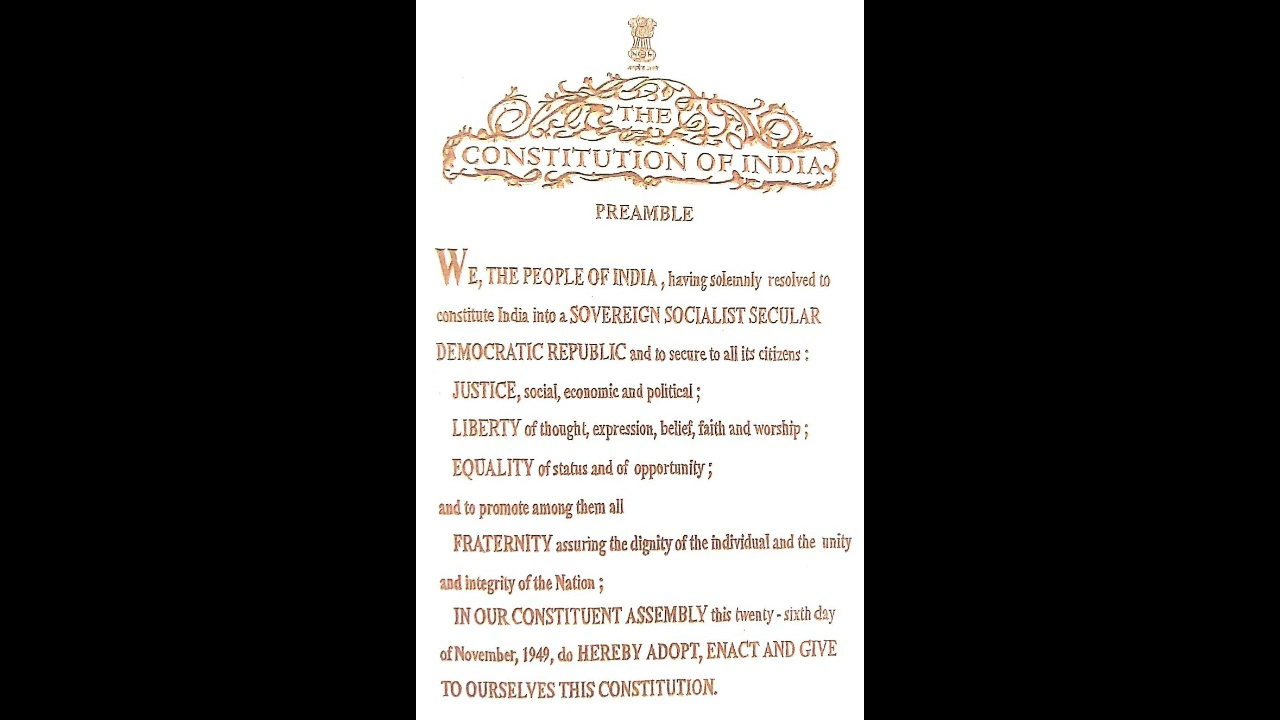 THE
CONSTITUTION OF INDIA
PREAMBLE
WE, THE PEOPLE OF INDIA , having solemnly resolved to
constitute India into a SOVEREIGN SOCIALIST SECULAR
DEMOCRATIC REPUBLIC and to secure to all its citizens :
JUSTICE, social, economic and political ;
LIBERTY of thought, expression, belief, faith and worship ;
EQUALITY of status and of opportunity ;
and to promote among them all
FRATERNITY assuring the dignity of the individual and the unity
and integrity of the Nation ;
IN OUR CONSTITUENT ASSEMBLY this twenty - sixth day
of November, 1949, do HEREBY ADOPT, ENACT AND GIVE
TO OURSELVES THIS CONSTITUTION.